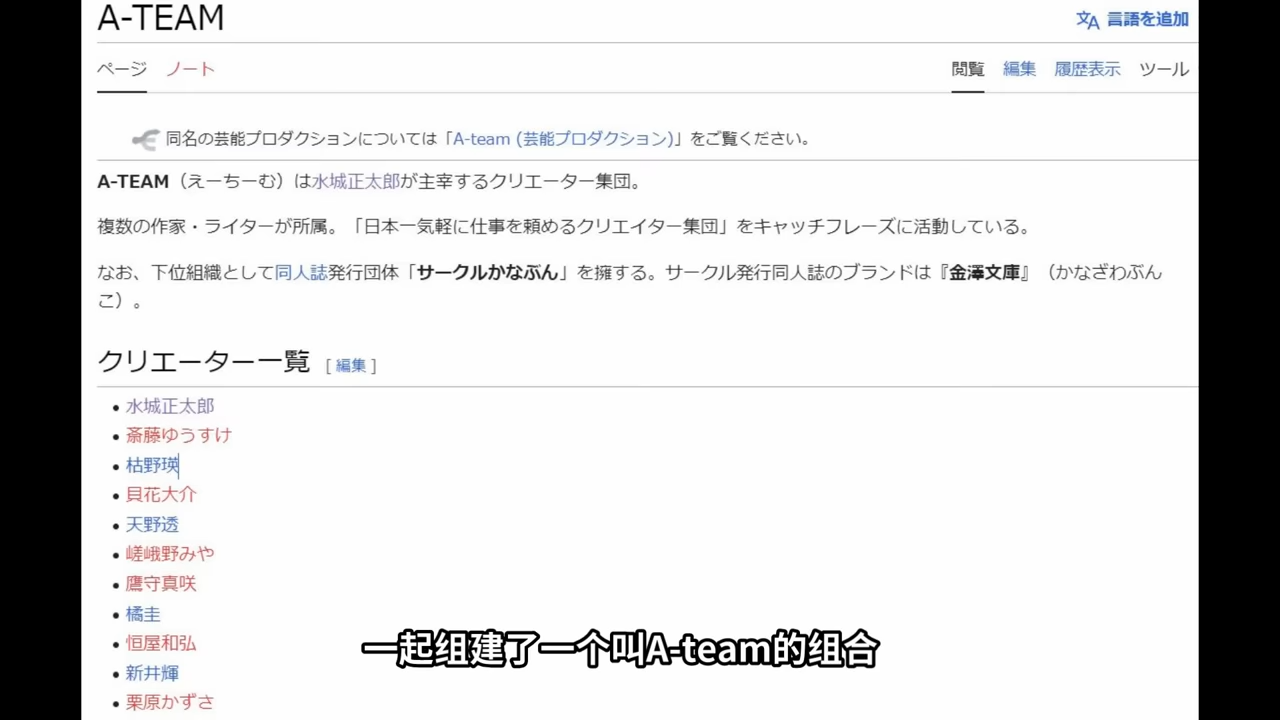 A-TEAM
言語を追加
ページ ノート 閲覧 編集 履歴表示 ツール
同名の芸能プロダクションについては「A-team (芸能プロダクション)」をご覧ください。
A-TEAM（えーちーむ）は水城正太郎が主宰するクリエーター集団。
複数の作家・ライターが所属。「日本一気軽に仕事を頼めるクリエイター集団」をキャッチフレーズに活動している。
なお、下位組織として同人誌発行団体「サークルかなぶん」を擁する。サークル発行同人誌のブランドは『金澤文庫』（かなざわぶん
こ）。
クリエーター一覧 [ 編集 ]
水城正太郎
斎藤ゆうすけ
枯野瑛
貝花大介
天野透
嵯峨野みや
鷹守真咲
橘圭
恒屋和弘
新井輝
栗原かずさ
一起组建了一个叫A-team的组合